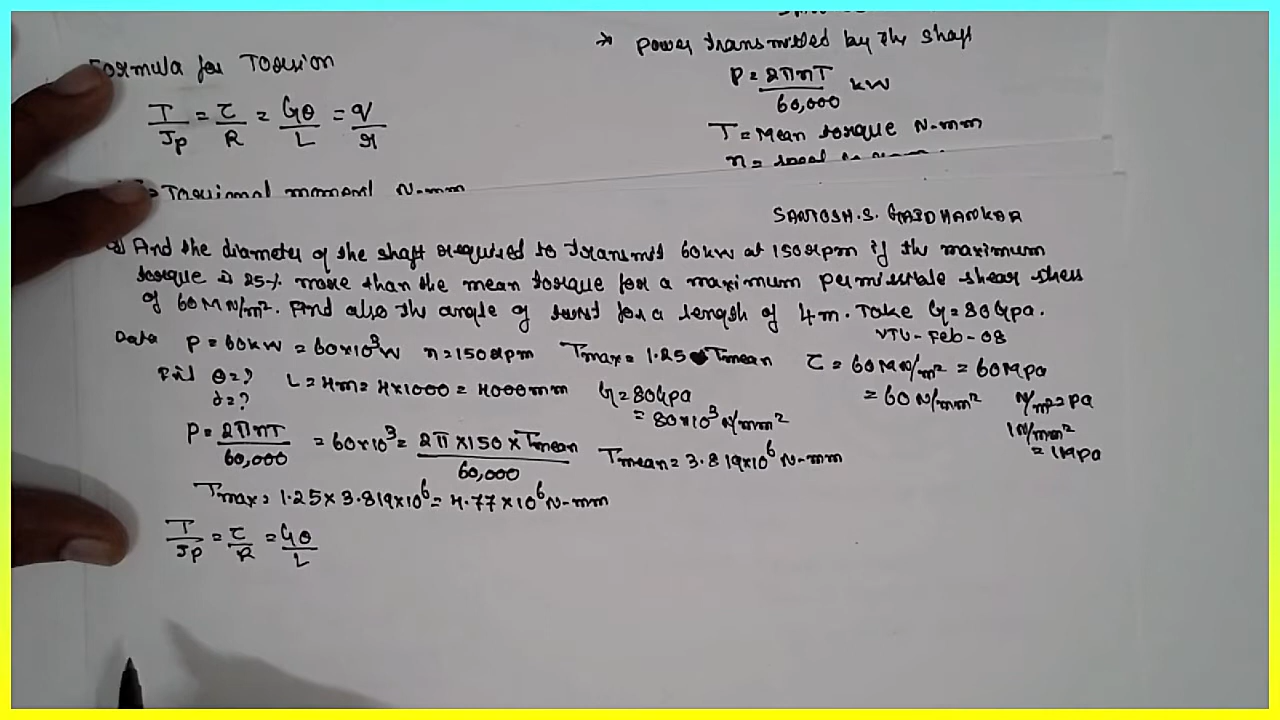 Formula for Torsion
T/Jp = τ/R = Gθ/L = q/r
Torsional moment N-mm
* Power transmitted by the shaft
P = 2πnT/60,000 kW
T = Mean torque N-mm
n =
SANTOSH.S. GABDHANKAR
Find the diameter of the shaft required to transmit 60kW at 150rpm if the maximum
torque is 25% more than the mean torque for a maximum permissible shear stress
of 60MN/m². Find also the angle of twist for a length of 4m. Take G=80Gpa.
VTU-Feb-08
Data P = 60kW = 60×10³W n=150rpm Tmax = 1.25 Tmean τ = 60MN/m² = 60Mpa
Find θ=? L = 4m = 4×1000 = 4000mm G=80Gpa = 60N/mm² N/m²=pa
d=? = 80×10³N/mm² 1N/mm²
P = 2πnT/60,000 = 60×10³ = 2π×150×Tmean/60,000 Tmean = 3.819×10⁶ N-mm = 1Mpa
Tmax = 1.25×3.819×10⁶ = 4.77×10⁶N-mm
T/Jp = τ/R = Gθ/L